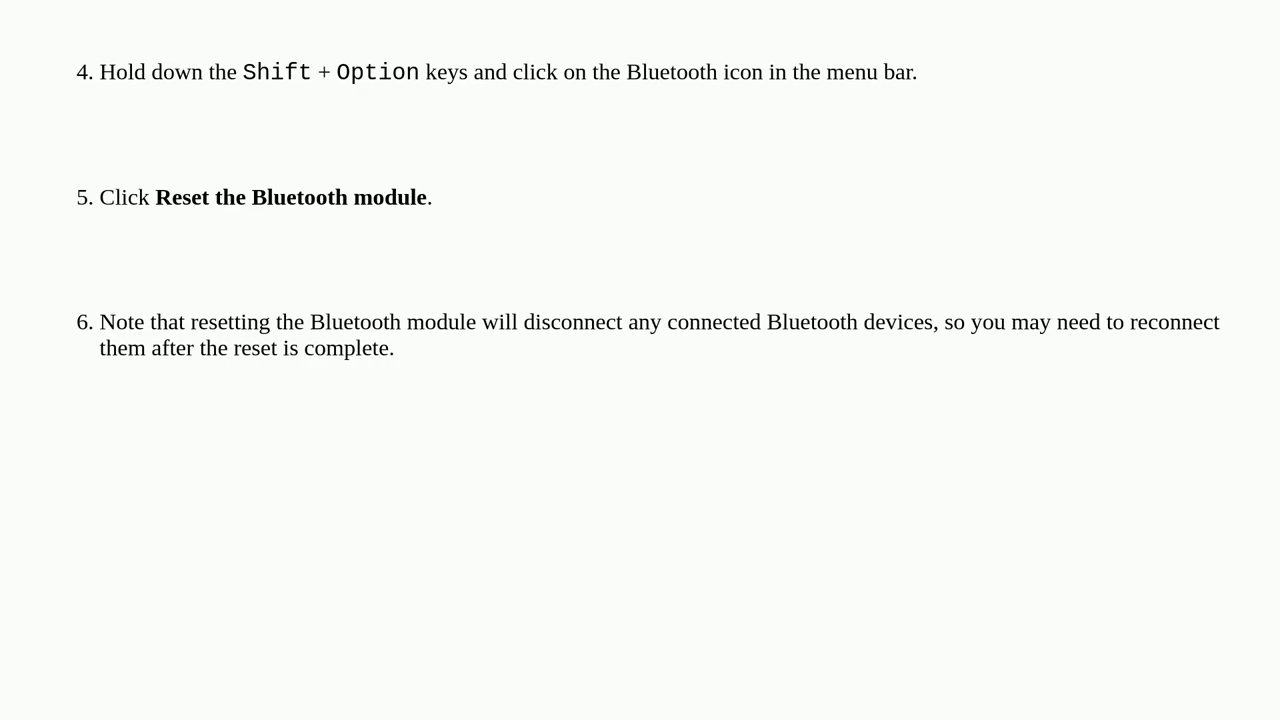 4. Hold down the Shift + Option keys and click on the Bluetooth icon in the menu bar.
5. Click Reset the Bluetooth module.
6. Note that resetting the Bluetooth module will disconnect any connected Bluetooth devices, so you may need to reconnect
them after the reset is complete.